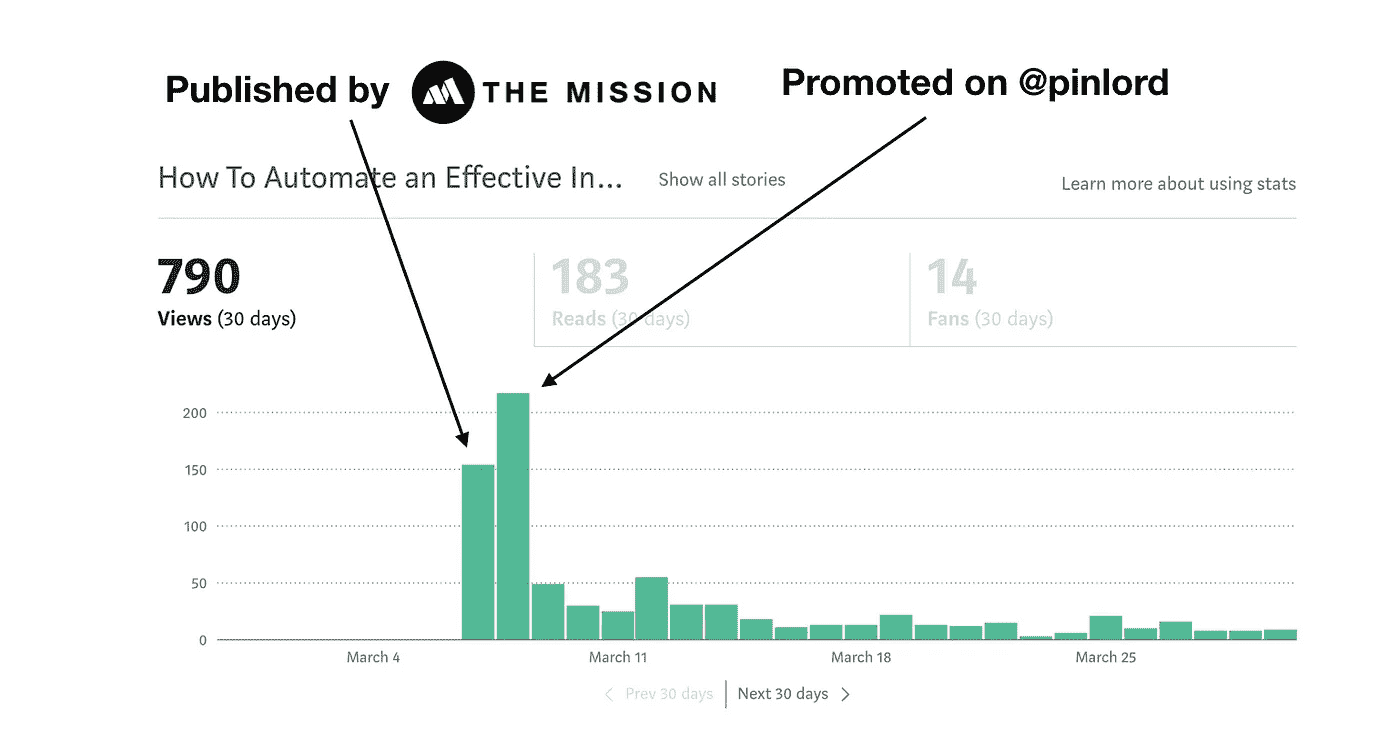 Published by THE MISSION
Promoted on @pinlord
How To Automate an Effective In...
Show all stories
Learn more about using stats
790
Views (30 days)
183
Reads (30 days)
14
Fans (30 days)
200
150
100
50
0
March 4
March 11
March 18
March 25
Prev 30 days
Next 30 days